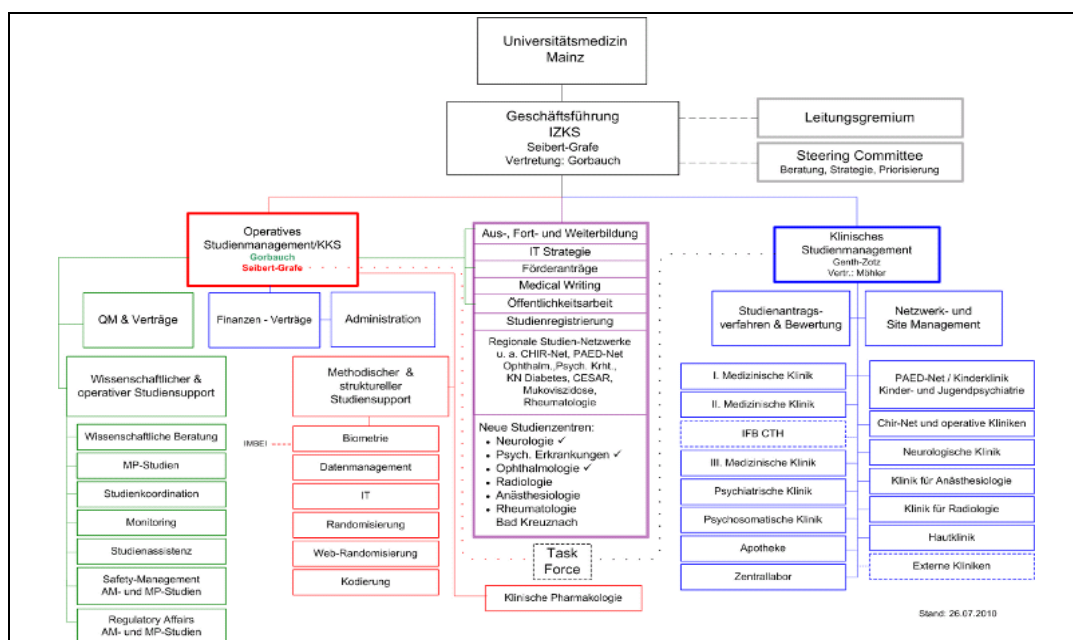 Universitätsmedizin
Mainz
Geschäftsführung
IZKS
Seibert-Grafe
Vertretung: Gorbauch
Leitungsgremium
Steering Committee
Beratung, Strategie, Priorisierung
Operatives
Studienmanagement/KKS
Gorbauch
Seibert-Grafe
Aus-, Fort- und Weiterbildung
IT Strategie
Förderanträge
Medical Writing
Öffentlichkeitsarbeit
Studienregistrierung
Regionale Studien-Netzwerke
u. a. CHIR-Net, PAED-Net
Ophthalm.,Psych. Krht.,
KN Diabetes, CESAR,
Mukoviszidose,
Rheumatologie
Neue Studienzentren:
• Neurologie ✓
• Psych. Erkrankungen ✓
• Ophthalmologie ✓
• Radiologie
• Anästhesiologie
• Rheumatologie
Bad Kreuznach
Klinisches
Studienmanagement
Genth-Zotz
Vertr.: Mähler
QM & Verträge
Finanzen - Verträge
Administration
Studienantrags-
verfahren & Bewertung
Netzwerk- und
Site Management
Wissenschaftlicher &
operativer Studiensupport
Methodischer &
struktureller
Studiensupport
Wissenschaftliche Beratung
MP-Studien
Studienkoordination
Monitoring
Studienassistenz
Safety-Management
AM- und MP-Studien
Regulatory Affairs
AM- und MP-Studien
IMBEI
Biometrie
Datenmanagement
IT
Randomisierung
Web-Randomisierung
Kodierung
Task
Force
Klinische Pharmakologie
I. Medizinische Klinik
II. Medizinische Klinik
IFB CTH
III. Medizinische Klinik
Psychiatrische Klinik
Psychosomatische Klinik
Apotheke
Zentrallabor
PAED-Net / Kinderklinik
Kinder- und Jugendpsychiatrie
Chir-Net und operative Kliniken
Neurologische Klinik
Klinik für Anästhesiologie
Klinik für Radiologie
Hautklinik
Externe Kliniken
Stand: 26.07.2010